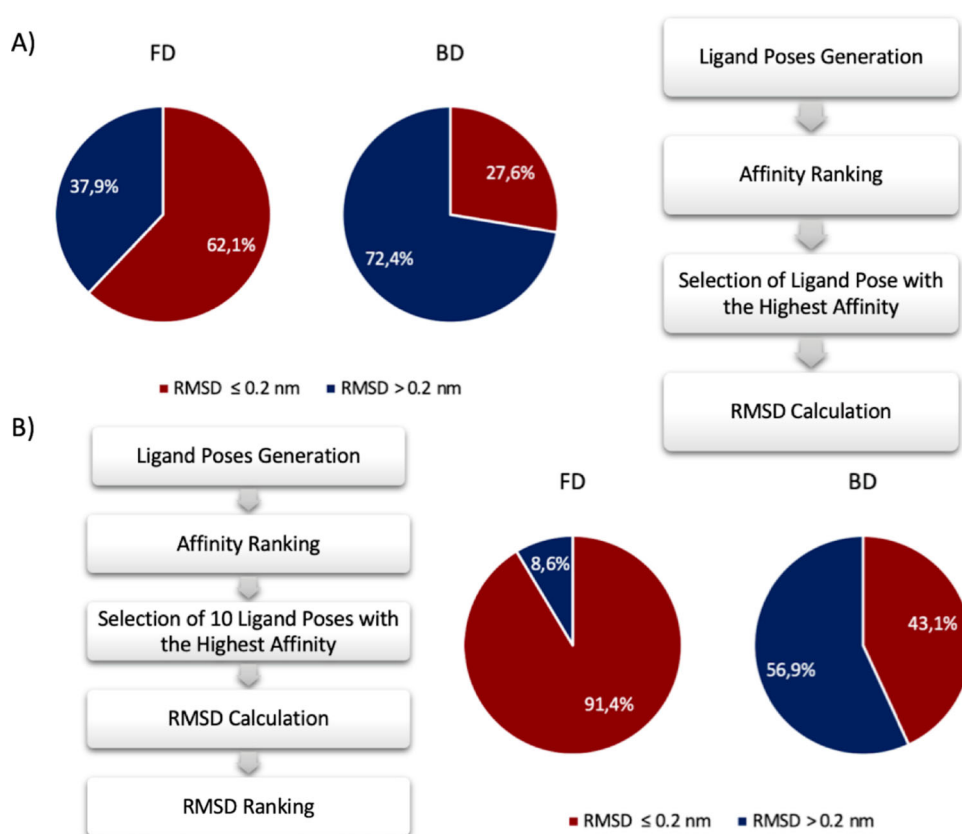 A)
FD
BD
37,9%
62,1%
27,6%
72,4%
■ RMSD ≤ 0.2 nm ■ RMSD > 0.2 nm
Ligand Poses Generation
Affinity Ranking
Selection of Ligand Pose with
the Highest Affinity
RMSD Calculation
B)
Ligand Poses Generation
Affinity Ranking
Selection of 10 Ligand Poses with
the Highest Affinity
RMSD Calculation
RMSD Ranking
FD
BD
8,6%
91,4%
43,1%
56,9%
■ RMSD ≤ 0.2 nm ■ RMSD > 0.2 nm